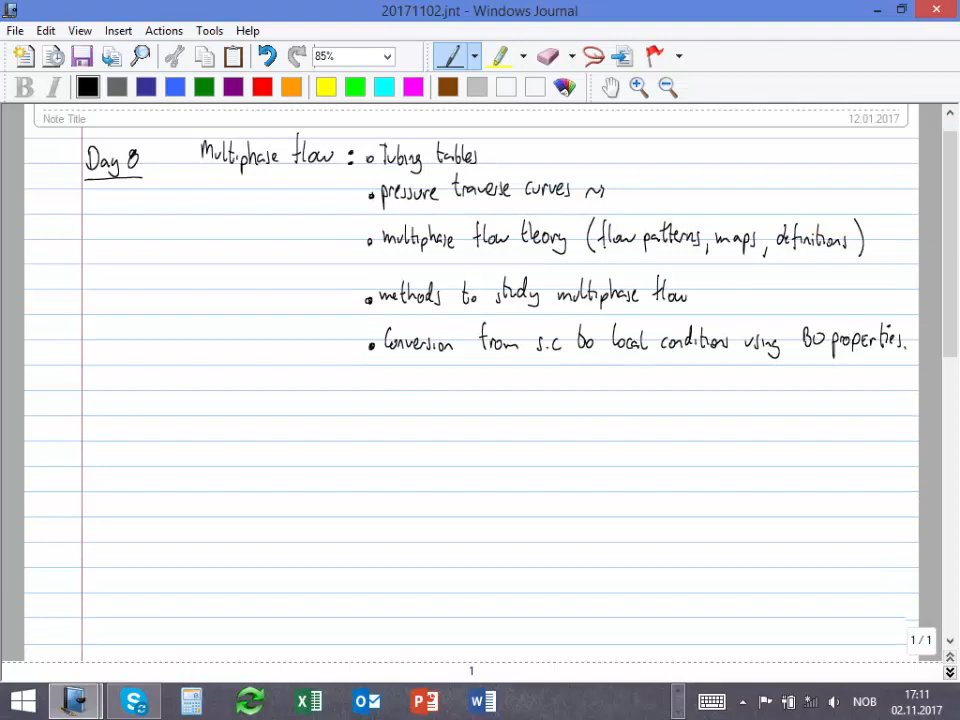 20171102.jnt - Windows Journal
File Edit View Insert Actions Tools Help
85%
B I
Note Title 12.01.2017
Day 8 Multiphase flow : • Tubing tables
• pressure traverse curves ~>
• multiphase flow theory (flow patterns, maps, definitions)
• methods to study multiphase flow
• Conversion from s.c to local conditions using BO properties.
1 / 1
1
NOB
17:11
02.11.2017